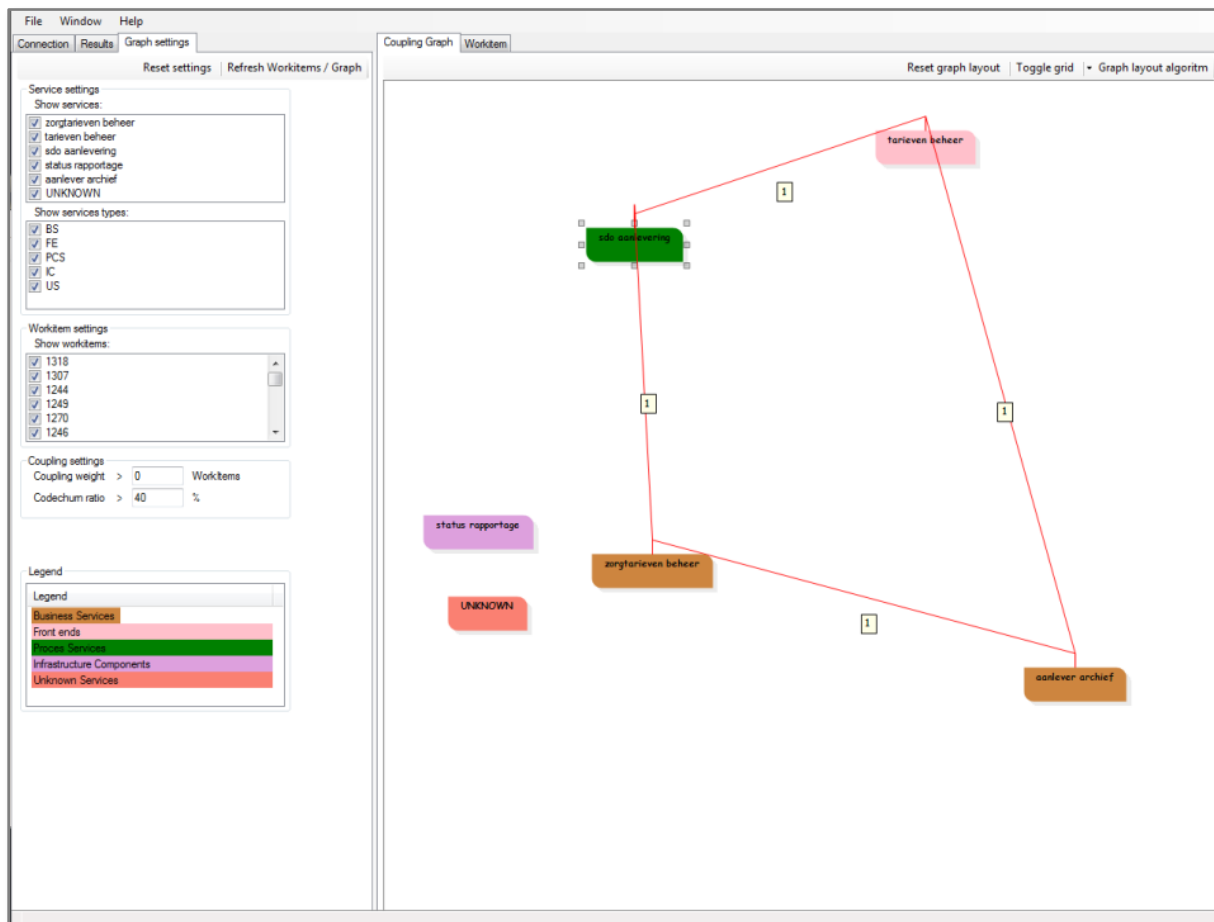 File Window Help
Connection Results Graph settings
Reset settings Refresh Workitems / Graph
Service settings
Show services:
zorgtarieven beheer
tarieven beheer
sdo aanlevering
status rapportage
aanlever archief
UNKNOWN
Show services types:
BS
FE
PCS
IC
US
Workitem settings
Show workitems:
1318
1307
1244
1249
1270
1246
Coupling settings
Coupling weight > 0 WorkItems
Codechurn ratio > 40 %
Legend
Legend
Business Services
Front ends
Proces Services
Infrastructure Components
Unknown Services
Coupling Graph Workitem
Reset graph layout Toggle grid Graph layout algoritm
tarieven beheer
1
sdo aanlevering
1
1
status rapportage
zorgtarieven beheer
UNKNOWN
1
aanlever archief